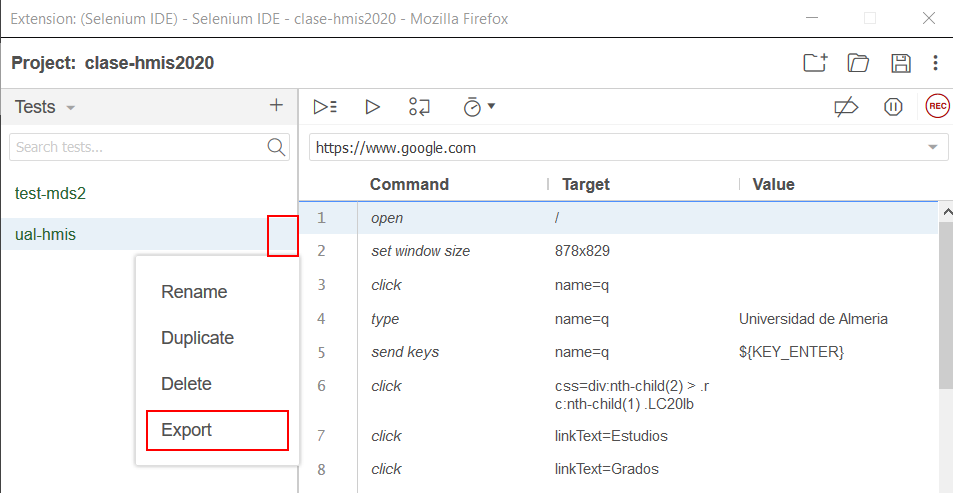 Extension: (Selenium IDE) - Selenium IDE - clase-hmis2020 - Mozilla Firefox
Project: clase-hmis2020
Tests
REC
Search tests...
https://www.google.com
Command Target Value
test-mds2
ual-hmis
1 open /
2 set window size 878x829
3 click name=q
4 type name=q Universidad de Almeria
5 send keys name=q ${KEY_ENTER}
6 click css=div:nth-child(2) > .r
c:nth-child(1) .LC20lb
7 click linkText=Estudios
8 click linkText=Grados
Rename
Duplicate
Delete
Export